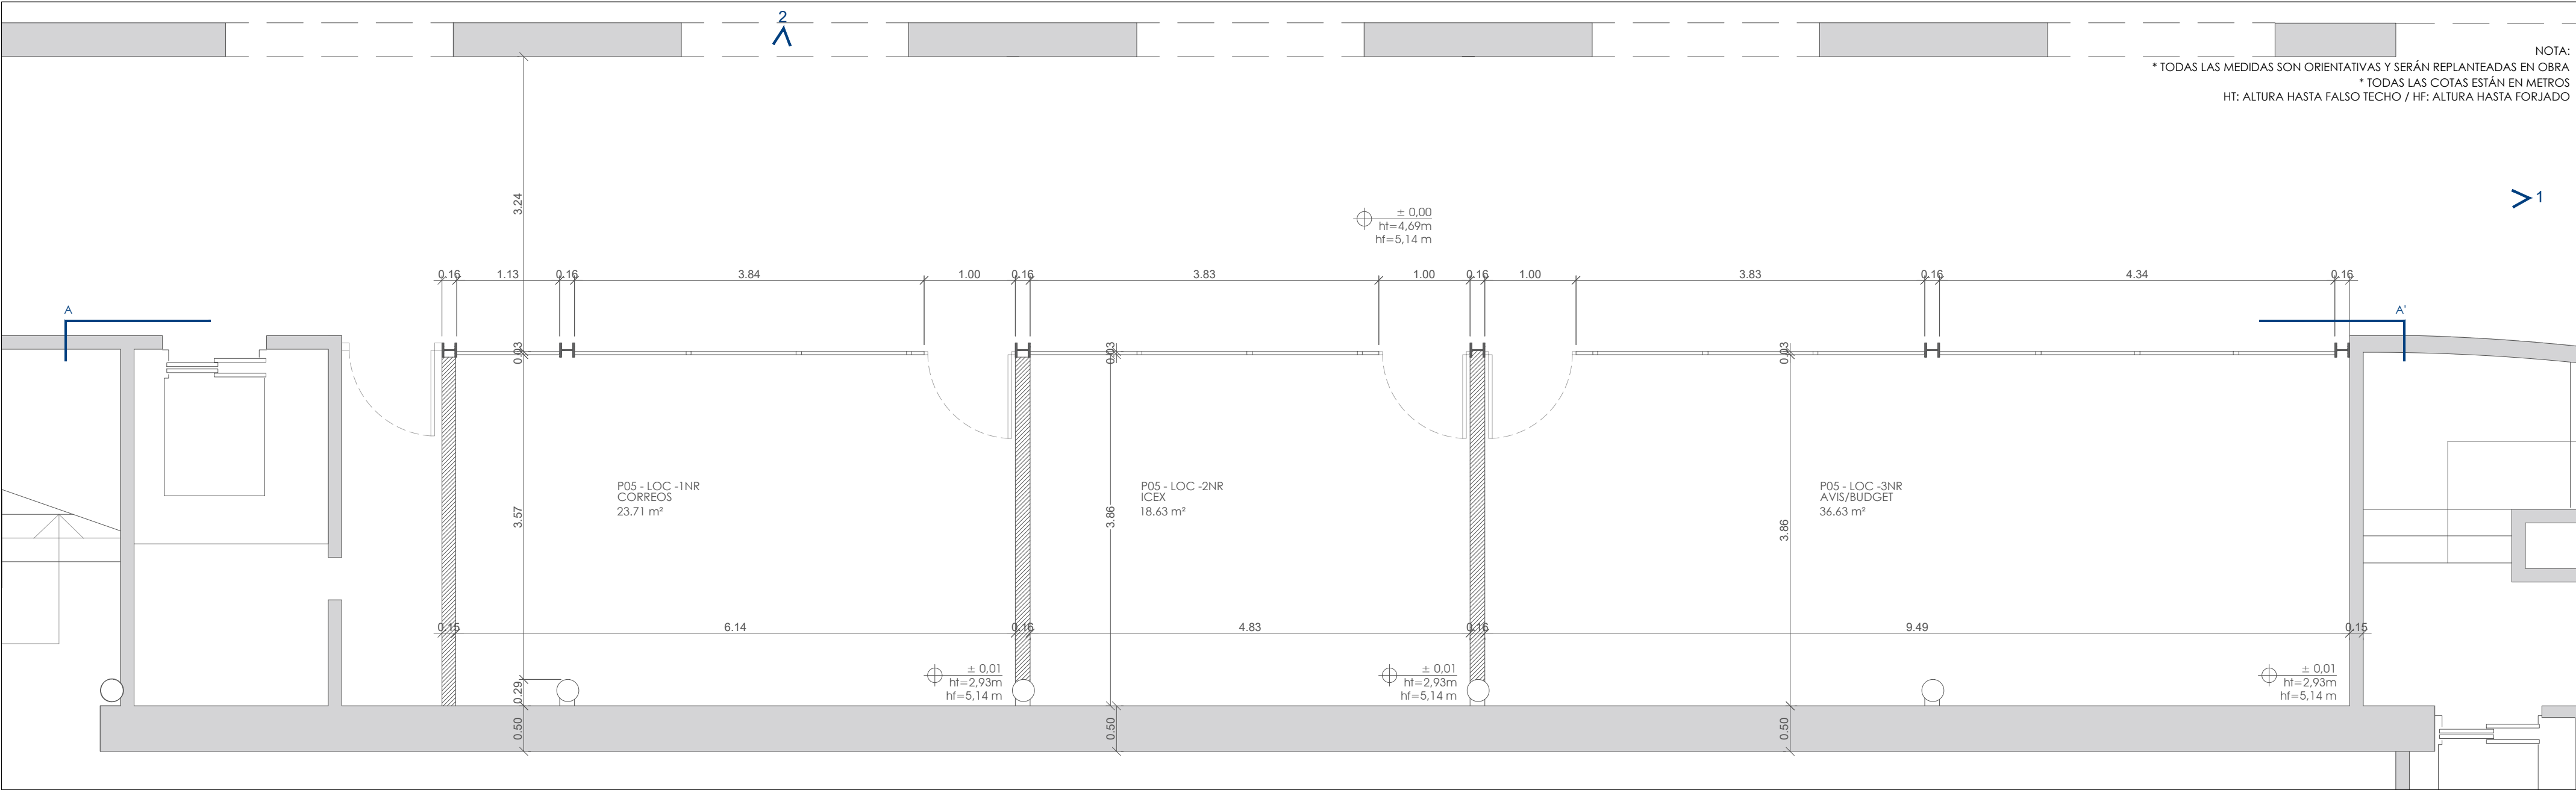 2
NOTA:
* TODAS LAS MEDIDAS SON ORIENTATIVAS Y SERÁN REPLANTEADAS EN OBRA
* TODAS LAS COTAS ESTÁN EN METROS
HT: ALTURA HASTA FALSO TECHO / HF: ALTURA HASTA FORJADO
3.24
1
± 0,00
ht=4,69m
hf=5,14 m
0.16 1.13 0.16 3.84 1.00 0.16 3.83 1.00 0.16 1.00 3.83 0.16 4.34 0.16
A
A'
0.03
0.03
0.03
P05 - LOC -1NR
CORREOS
23.71 m²
P05 - LOC -2NR
ICEX
18.63 m²
P05 - LOC -3NR
AVIS/BUDGET
36.63 m²
3.57
3.86
3.86
0.15 6.14 0.16 4.83 0.16 9.49 0.15
± 0,01
ht=2,93m
hf=5,14 m
± 0,01
ht=2,93m
hf=5,14 m
± 0,01
ht=2,93m
hf=5,14 m
0.29
0.50
0.50
0.50